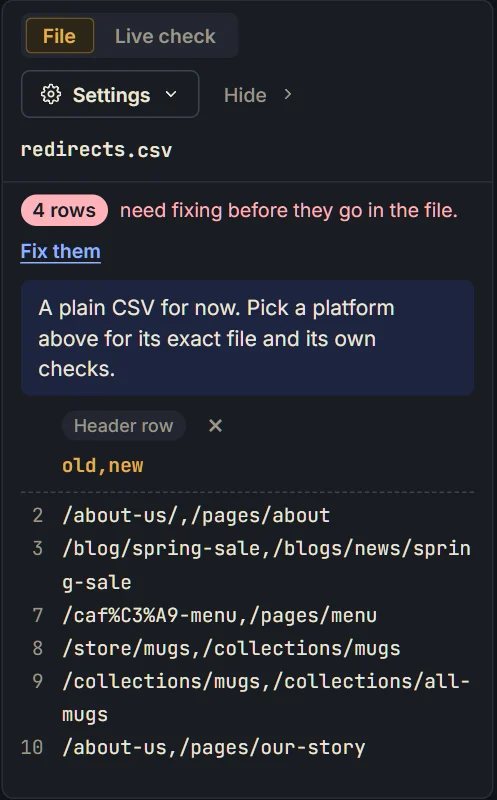 File Live check
Settings Hide
redirects.csv
4 rows need fixing before they go in the file.
Fix them
A plain CSV for now. Pick a platform
above for its exact file and its own
checks.
Header row ✕
old,new
2 /about-us/,/pages/about
3 /blog/spring-sale,/blogs/news/sprin
g-sale
7 /caf%C3%A9-menu,/pages/menu
8 /store/mugs,/collections/mugs
9 /collections/mugs,/collections/all-
mugs
10 /about-us,/pages/our-story